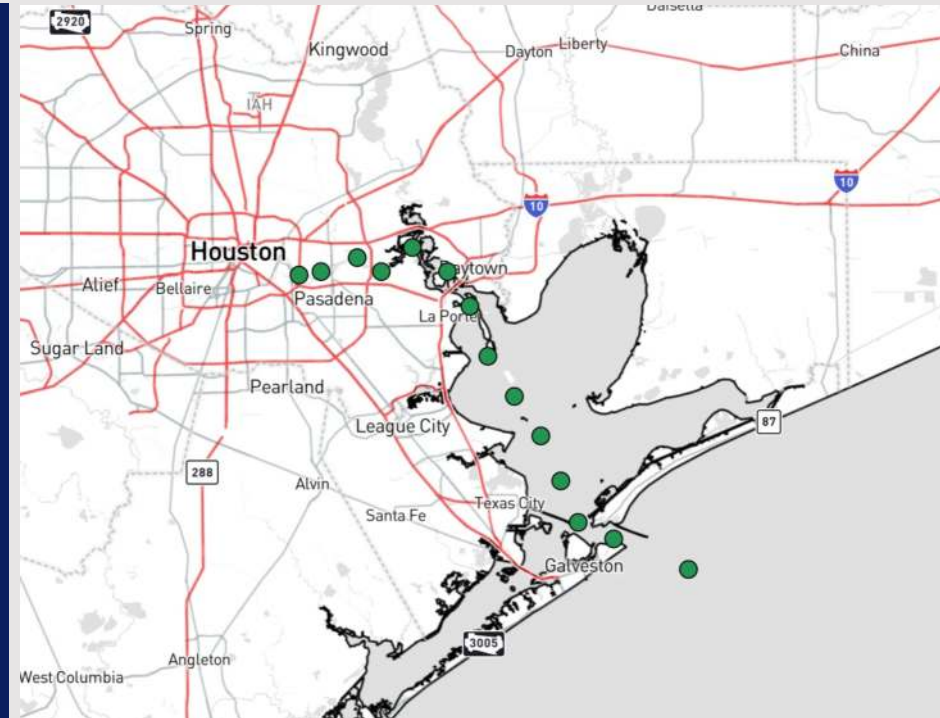 2920
Spring
Kingwood
Dayton
Liberty
China
IAH
10
10
Houston
Alief
Bellaire
Pasadena
aytown
La Porte
Sugar Land
Pearland
League City
87
288
Alvin
Texas City
Santa Fe
Galveston
3005
Angleton
West Columbia